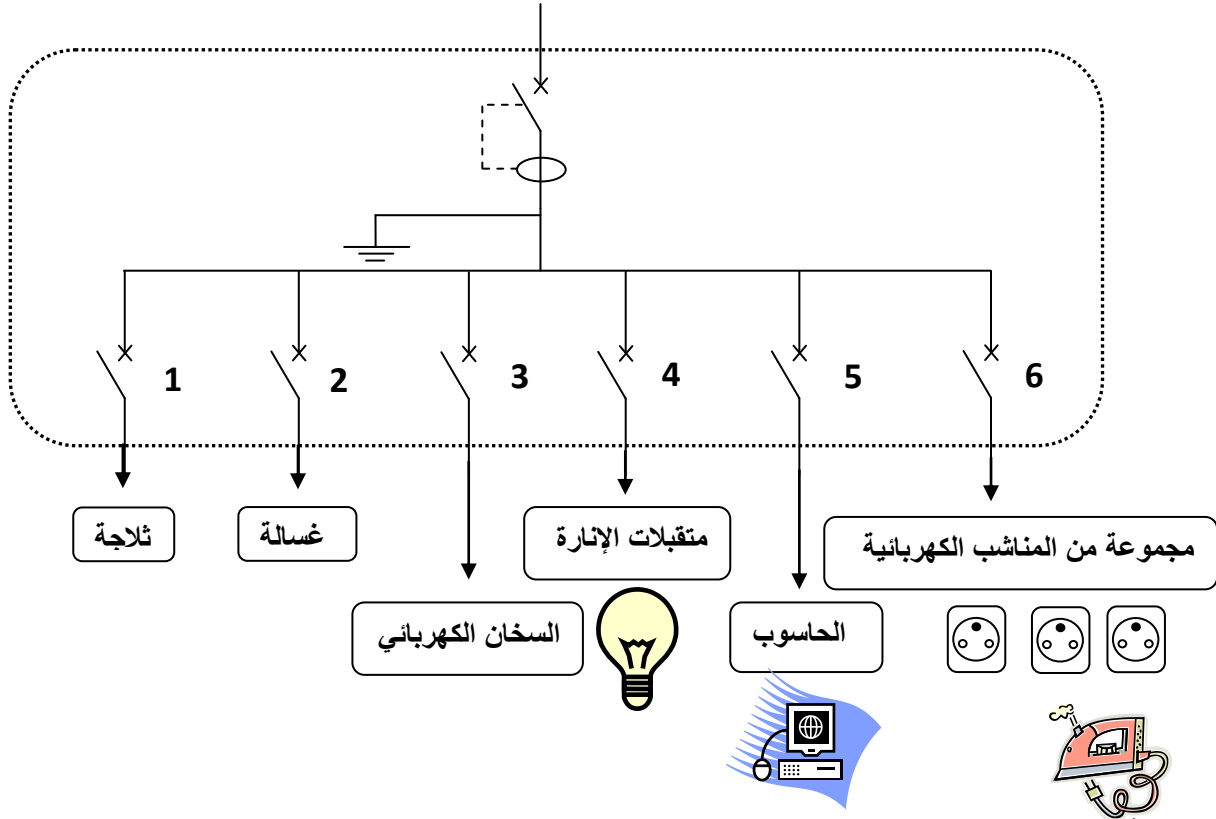 1
2
3
4
5
6
ثلاجة
غسالة
متقبلات الإنارة
مجموعة من المناشب الكهربائية
السخان الكهربائي
الحاسوب